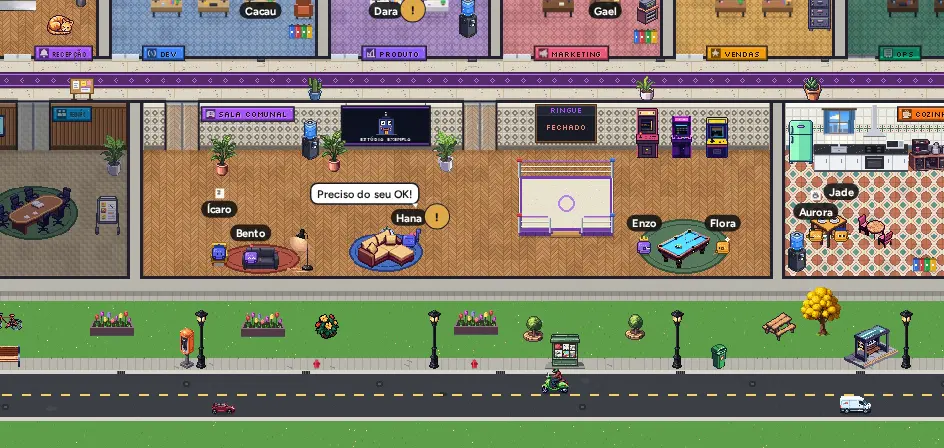 Cacau
Dara
!
Gael
RECEPÇÃO
DEV
PRODUTO
MARKETING
VENDAS
OPS
SALA COMUNAL
RINGUE
FECHADO
COZIN
Preciso do seu OK!
Ícaro
Hana
!
Bento
Enzo
Flora
Jade
Aurora